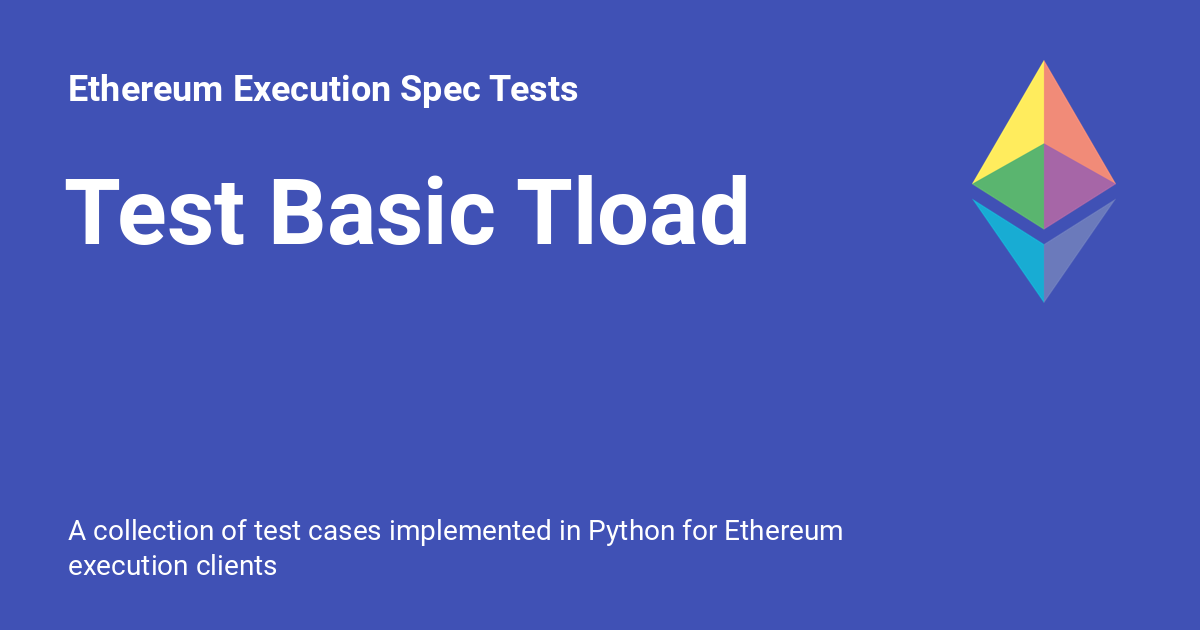 Ethereum Execution Spec Tests
Test Basic Tload
A collection of test cases implemented in Python for Ethereum
execution clients